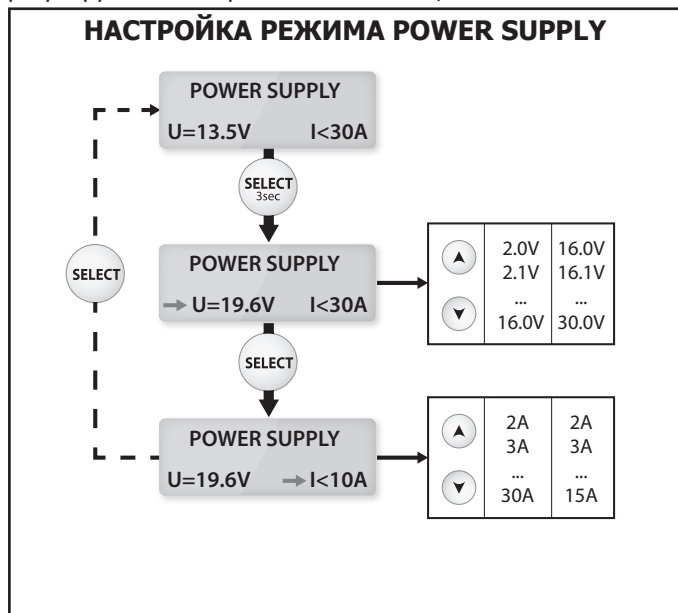 НАСТРОЙКА РЕЖИМА POWER SUPPLY
POWER SUPPLY
U=13.5V I<30A
SELECT
3sec
POWER SUPPLY
→ U=19.6V I<30A
SELECT
2.0V 16.0V
2.1V 16.1V
... ...
16.0V 30.0V
SELECT
POWER SUPPLY
U=19.6V → I<10A
2A 2A
3A 3A
... ...
30A 15A